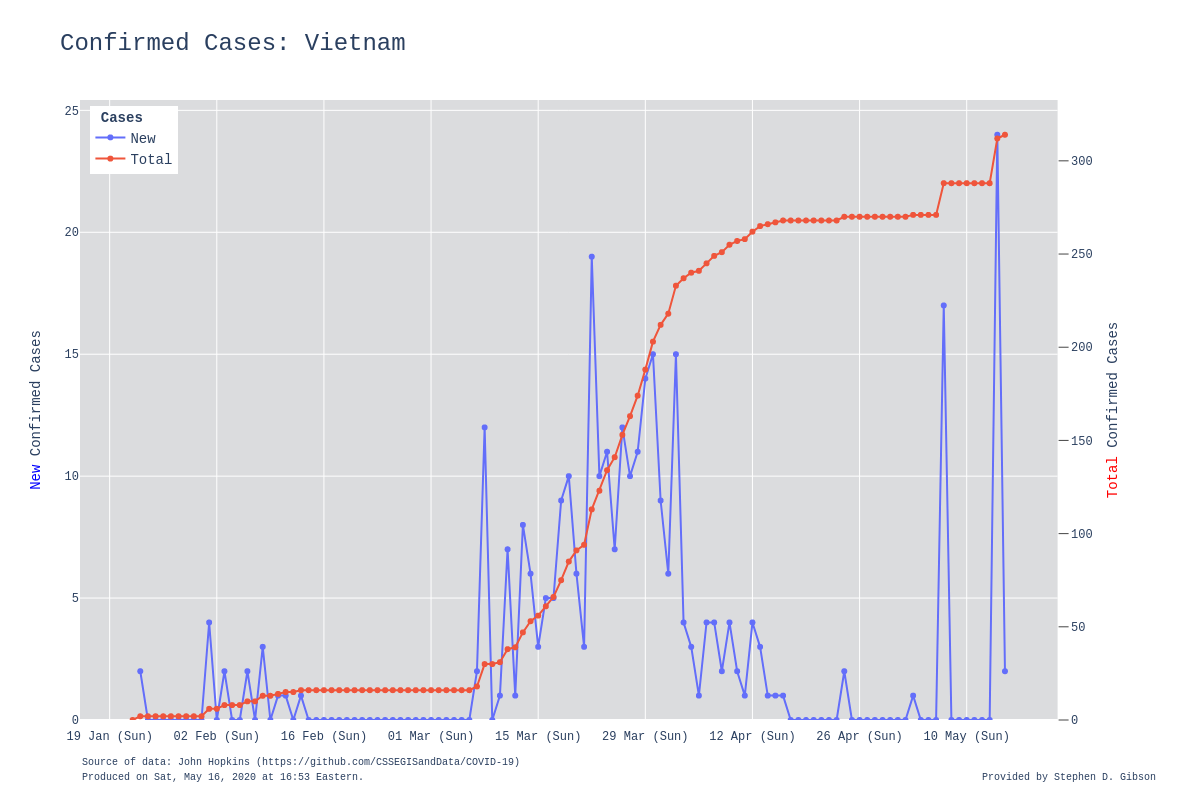 Confirmed Cases: Vietnam
Cases
New
Total
25
20
15
10
5
0
New Confirmed Cases
300
250
200
150
100
50
0
Total Confirmed Cases
19 Jan (Sun) 02 Feb (Sun) 16 Feb (Sun) 01 Mar (Sun) 15 Mar (Sun) 29 Mar (Sun) 12 Apr (Sun) 26 Apr (Sun) 10 May (Sun)
Source of data: John Hopkins (https://github.com/CSSEGISandData/COVID-19)
Produced on Sat, May 16, 2020 at 16:53 Eastern.
Provided by Stephen D. Gibson